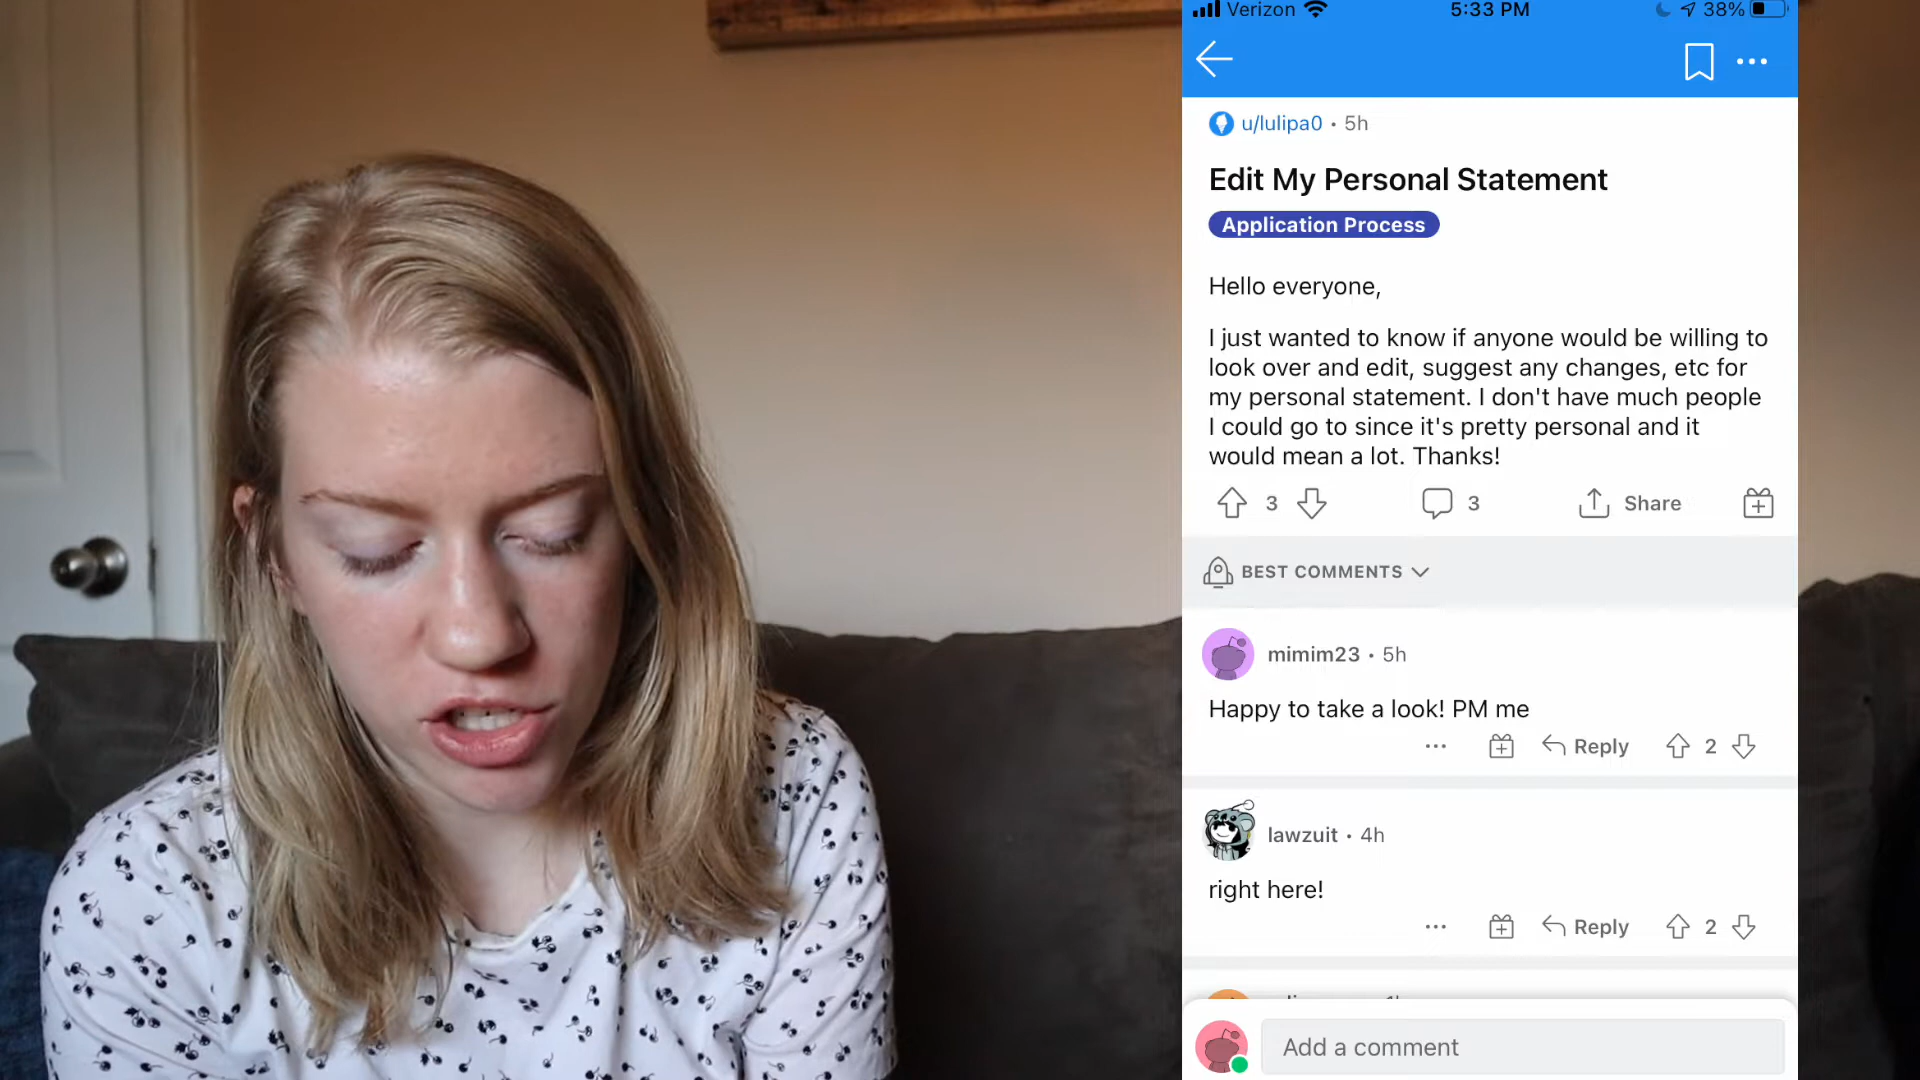 Verizon 5:33 PM 38%
u/lulipa0 • 5h
Edit My Personal Statement
Application Process
Hello everyone,
I just wanted to know if anyone would be willing to
look over and edit, suggest any changes, etc for
my personal statement. I don't have much people
I could go to since it's pretty personal and it
would mean a lot. Thanks!
3 3 Share
BEST COMMENTS
mimim23 • 5h
Happy to take a look! PM me
Reply 2
lawzuit • 4h
right here!
Reply 2
Add a comment